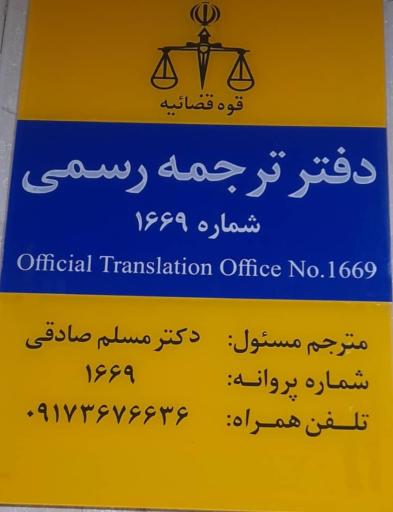 قوه قضائیه
دفتر ترجمه رسمی
شماره ۱۶۶۹
Official Translation Office No.1669
مترجم مسئول: دکتر مسلم صادقی
شماره پروانه: ۱۶۶۹
تلفن همراه: ۰۹۱۷۳۶۷۶۶۳۶